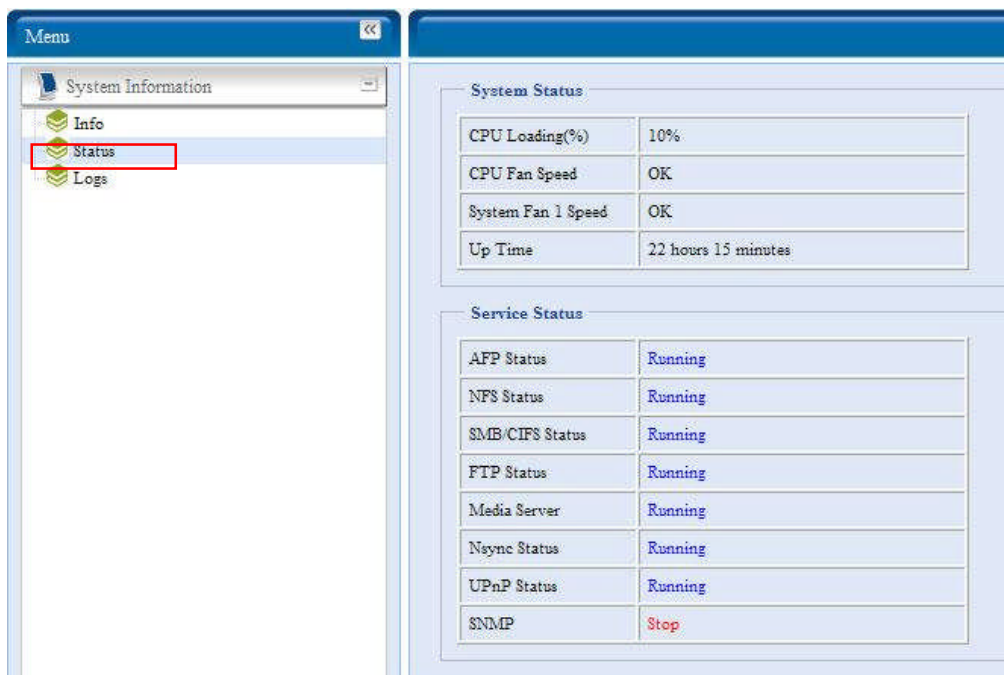 Menu
System Information
Info
Status
Logs
System Status
CPU Loading(%) 10%
CPU Fan Speed OK
System Fan 1 Speed OK
Up Time 22 hours 15 minutes
Service Status
AFP Status Running
NFS Status Running
SMB/CIFS Status Running
FTP Status Running
Media Server Running
Nsync Status Running
UPnP Status Running
SNMP Stop